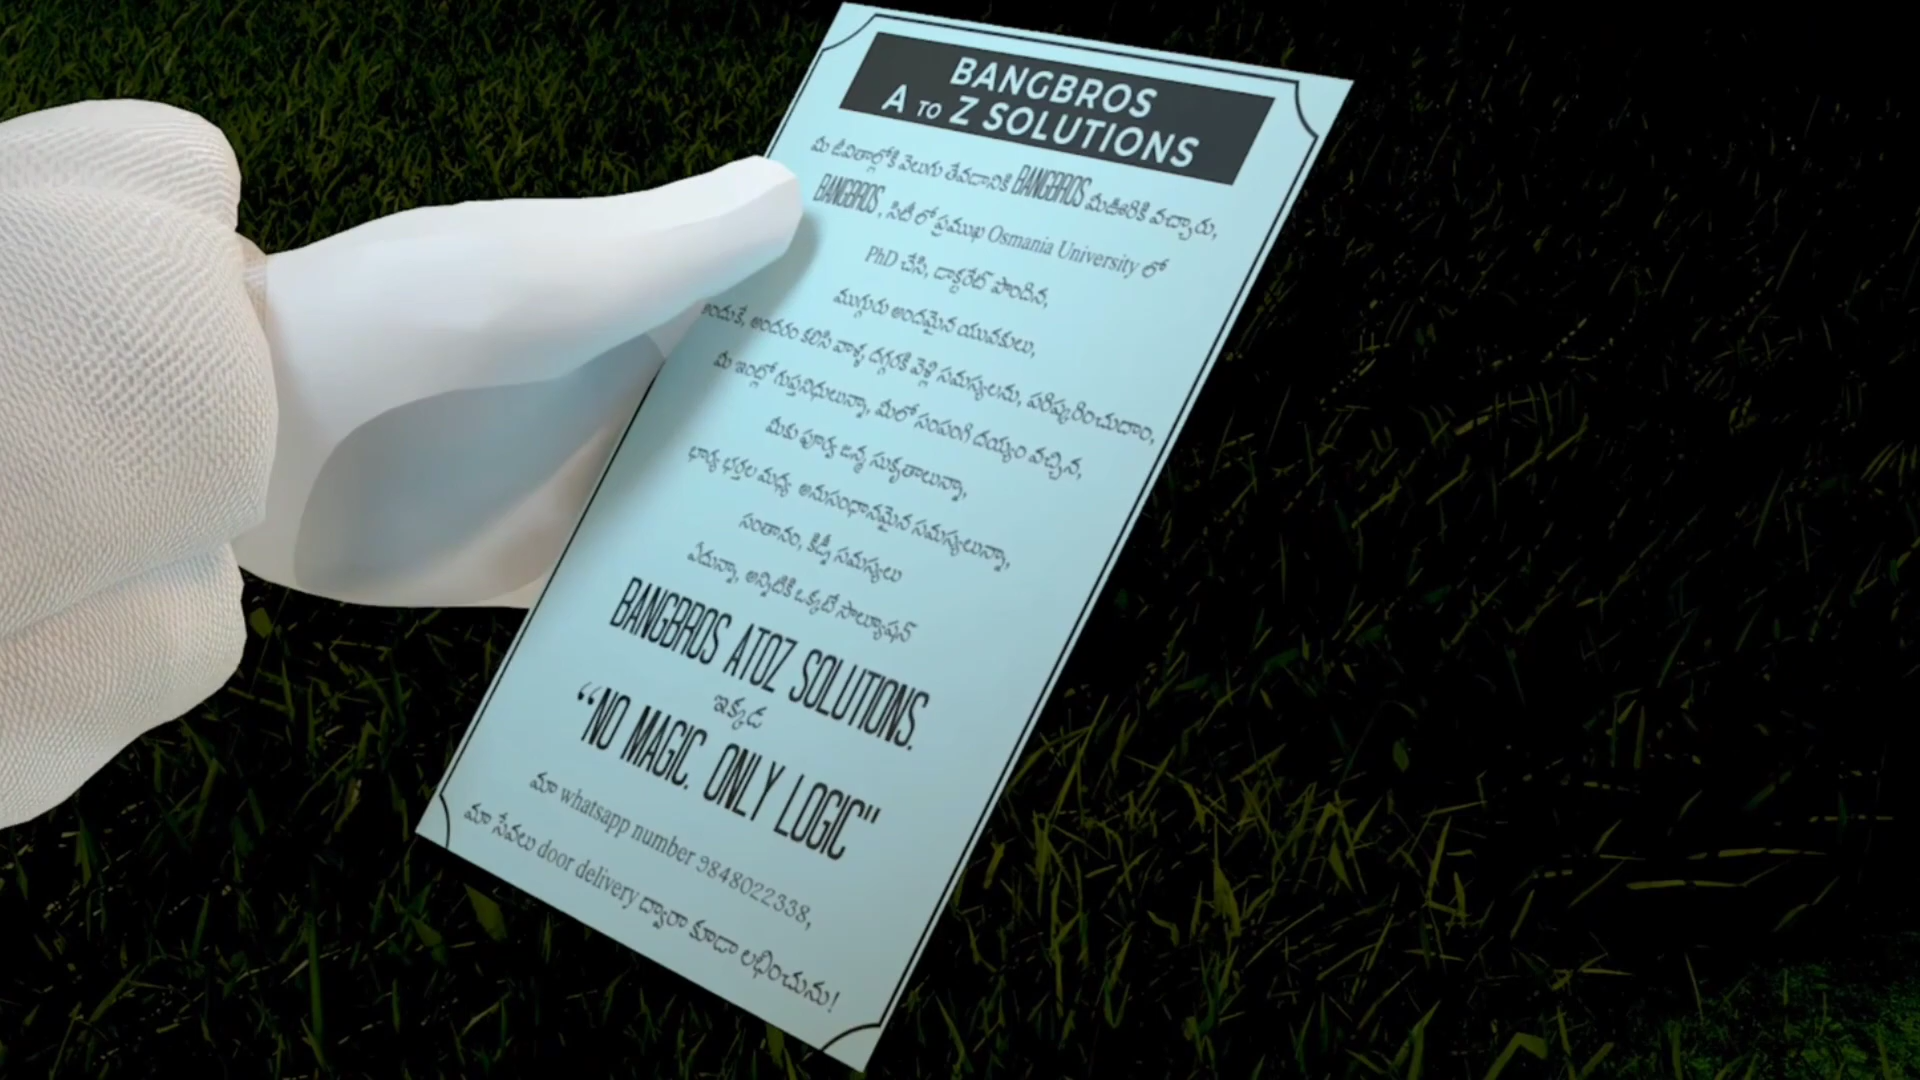 BANGBROS
A TO Z SOLUTIONS
మీ జీవితాల్లోకి వెలుగు తేవడానికి BANGBROS మీఊరికి వచ్చారు,
BANGBROS, సిటీ లో ప్రముఖ Osmania University లో
PhD చేసి, డాక్టరేట్ పొందిన,
ముగ్గురు అందమైన యువకులు,
అందుకే, అందరం కలిసి వాళ్ళ దగ్గరకి వెళ్లి సమస్యలను, పరిష్కరించుదాం,
మీ ఇంట్లో గుప్తనిధులున్నా, మీలో సంపంగి దయ్యం వచ్చిన,
మీకు పూర్వ జన్మ సుకృతాలున్నా,
భార్య భర్తల మధ్య అనుసంధానమైన సమస్యలున్నా,
సంతానం, కిడ్నీ సమస్యలు
ఏదున్నా, అన్నిటికి ఒక్కటే సొల్యూషన్
BANGBROS ATOZ SOLUTIONS.
ఇక్కడ
“NO MAGIC. ONLY LOGIC"
మా whatsapp number 9848022338,
మా సేవలు door delivery ద్వారా కూడా లభించును!